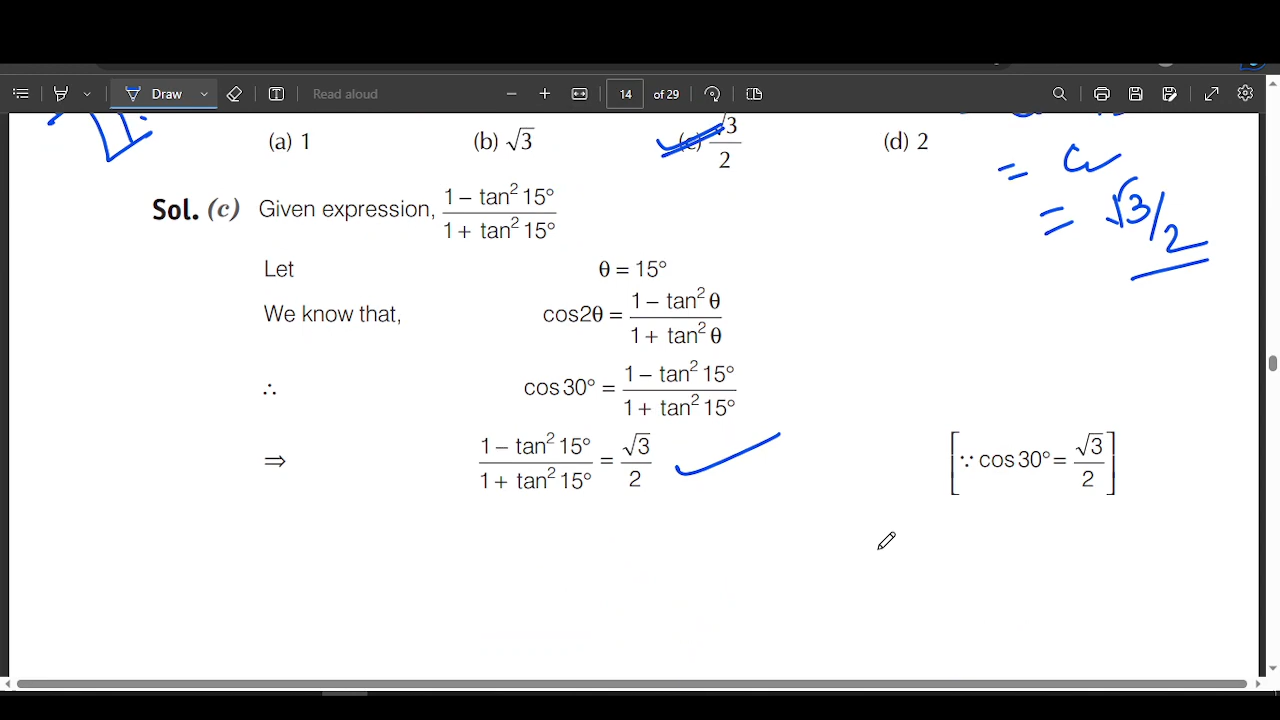 Draw Read aloud 14 of 29
(a) 1 (b) √3 (c) √3/2 (d) 2
= 
= √3/2
Sol. (c) Given expression, (1 − tan² 15°)/(1 + tan² 15°)
Let θ = 15°
We know that, cos2θ = (1 − tan² θ)/(1 + tan² θ)
∴ cos 30° = (1 − tan² 15°)/(1 + tan² 15°)
⇒ (1 − tan² 15°)/(1 + tan² 15°) = √3/2 [∵ cos 30° = √3/2]